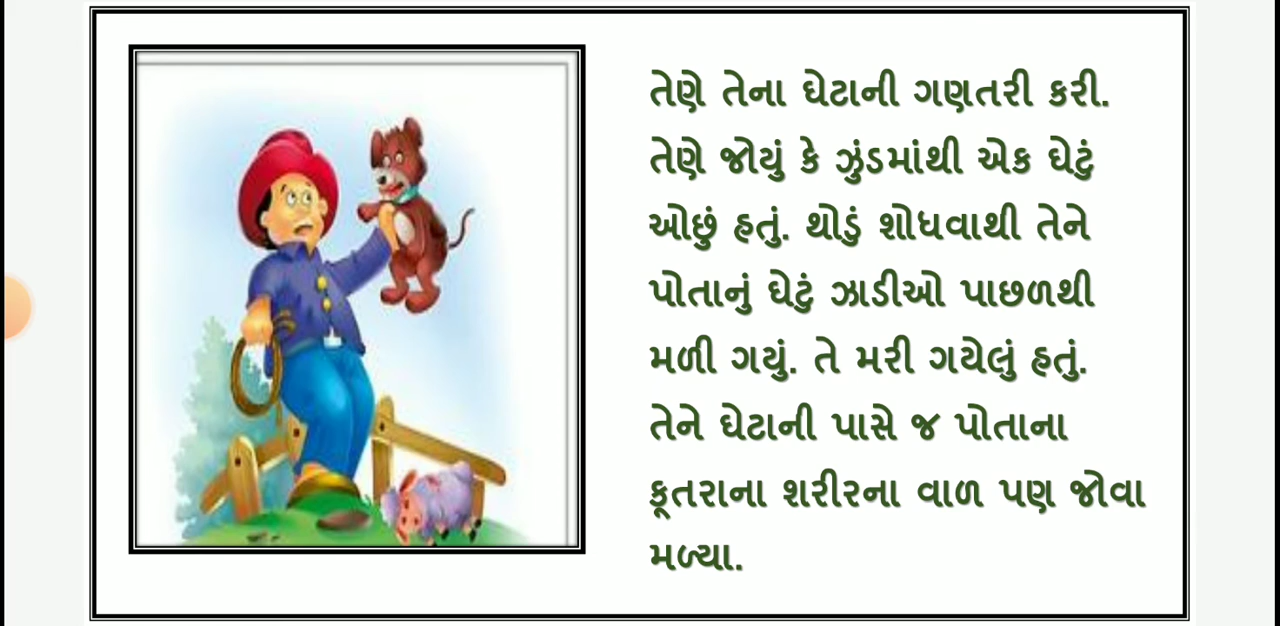 તેણે તેના ઘેટાની ગણતરી કરી.
તેણે જોયું કે ઝુંડમાંથી એક ઘેટું
ઓછું હતું. થોડું શોધવાથી તેને
પોતાનું ઘેટું ઝાડીઓ પાછળથી
મળી ગયું. તે મરી ગયેલું હતું.
તેને ઘેટાની પાસે જ પોતાના
કૂતરાના શરીરના વાળ પણ જોવા
મળ્યા.